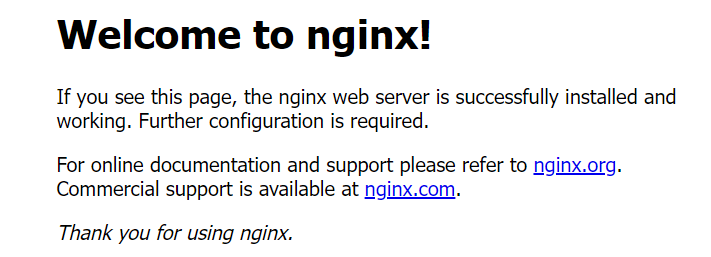 Welcome to nginx!
If you see this page, the nginx web server is successfully installed and
working. Further configuration is required.
For online documentation and support please refer to nginx.org.
Commercial support is available at nginx.com.
Thank you for using nginx.